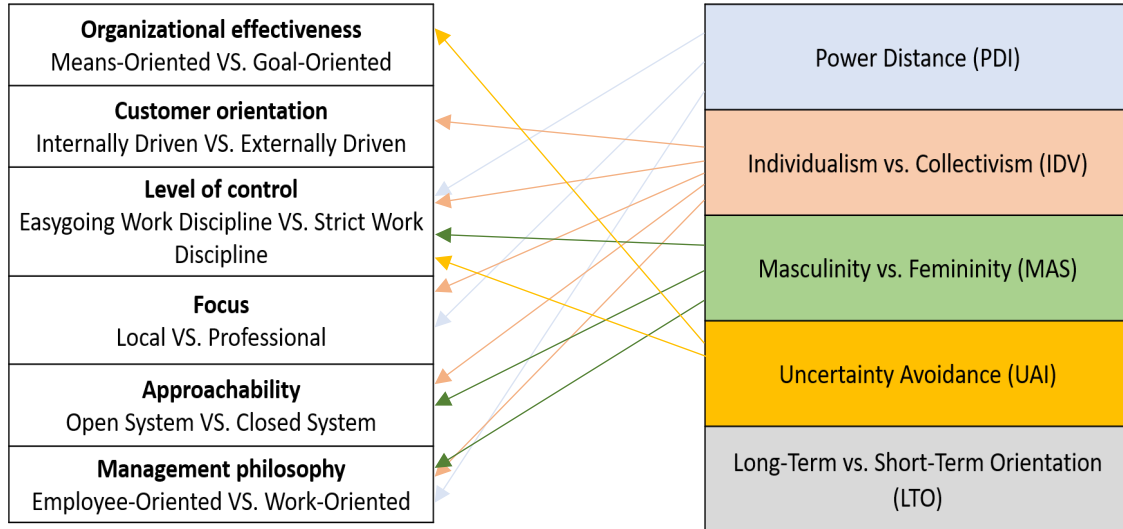 Organizational effectiveness
Means-Oriented VS. Goal-Oriented
Customer orientation
Internally Driven VS. Externally Driven
Level of control
Easygoing Work Discipline VS. Strict Work
Discipline
Focus
Local VS. Professional
Approachability
Open System VS. Closed System
Management philosophy
Employee-Oriented VS. Work-Oriented
Power Distance (PDI)
Individualism vs. Collectivism (IDV)
Masculinity vs. Femininity (MAS)
Uncertainty Avoidance (UAI)
Long-Term vs. Short-Term Orientation
(LTO)